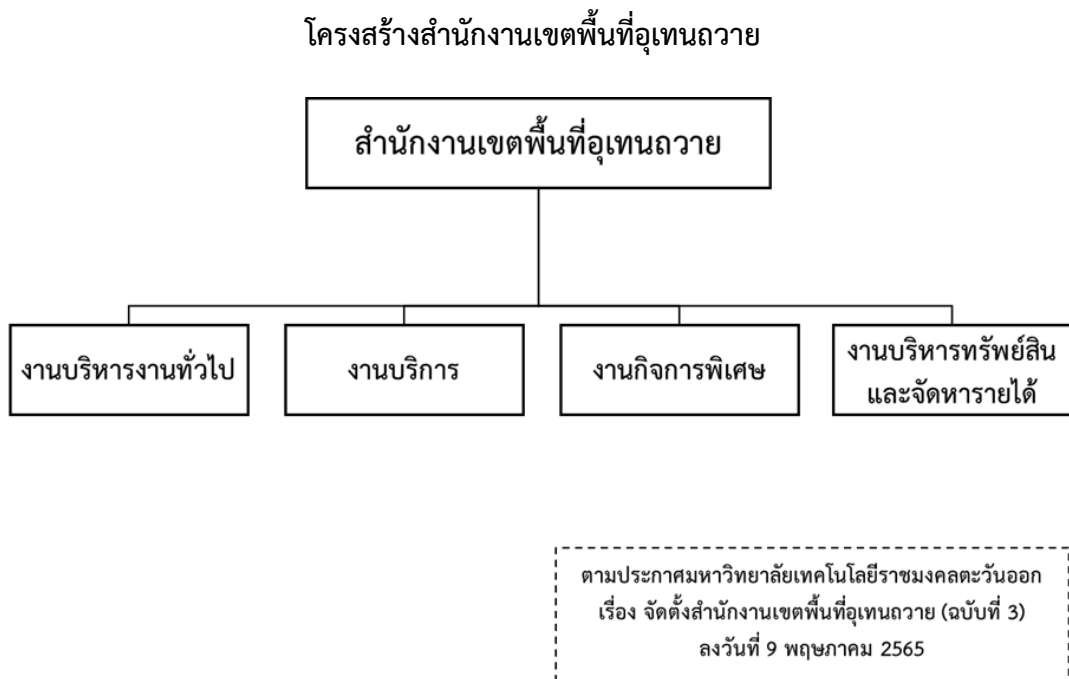 โครงสร้างสำนักงานเขตพื้นที่อุเทนถวาย
สำนักงานเขตพื้นที่อุเทนถวาย
งานบริหารงานทั่วไป
งานบริการ
งานกิจการพิเศษ
งานบริหารทรัพย์สิน
และจัดหารายได้
ตามประกาศมหาวิทยาลัยเทคโนโลยีราชมงคลตะวันออก
เรื่อง จัดตั้งสำนักงานเขตพื้นที่อุเทนถวาย (ฉบับที่ 3)
ลงวันที่ 9 พฤษภาคม 2565